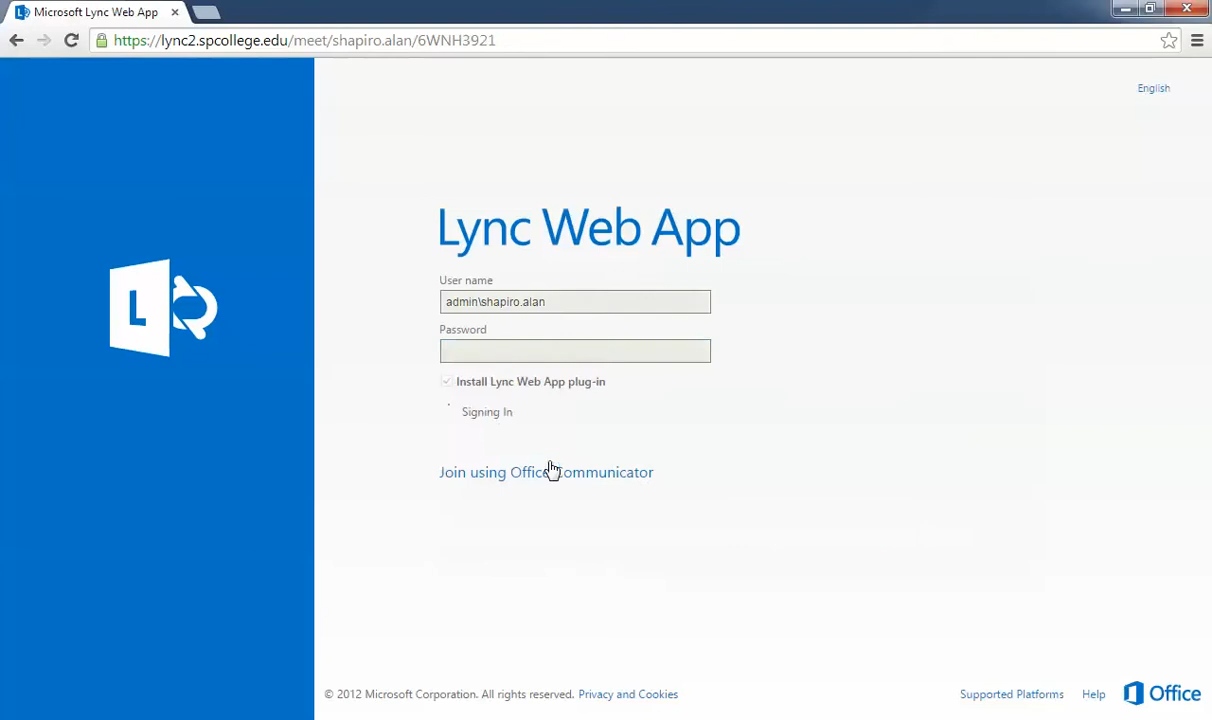 Microsoft Lync Web App
https://lync2.spcollege.edu/meet/shapiro.alan/6WNH3921
English
L
Lync Web App
User name
admin\shapiro.alan
Password
Install Lync Web App plug-in
Signing In
Join using Office Communicator
© 2012 Microsoft Corporation. All rights reserved. Privacy and Cookies Supported Platforms Help Office